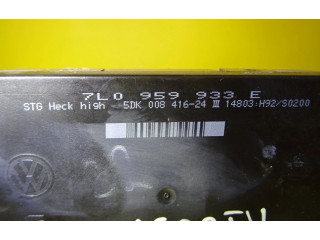 7L0 959 933 E
STG Heck high 5DK 008 416-24 III 14803:H92/S0200